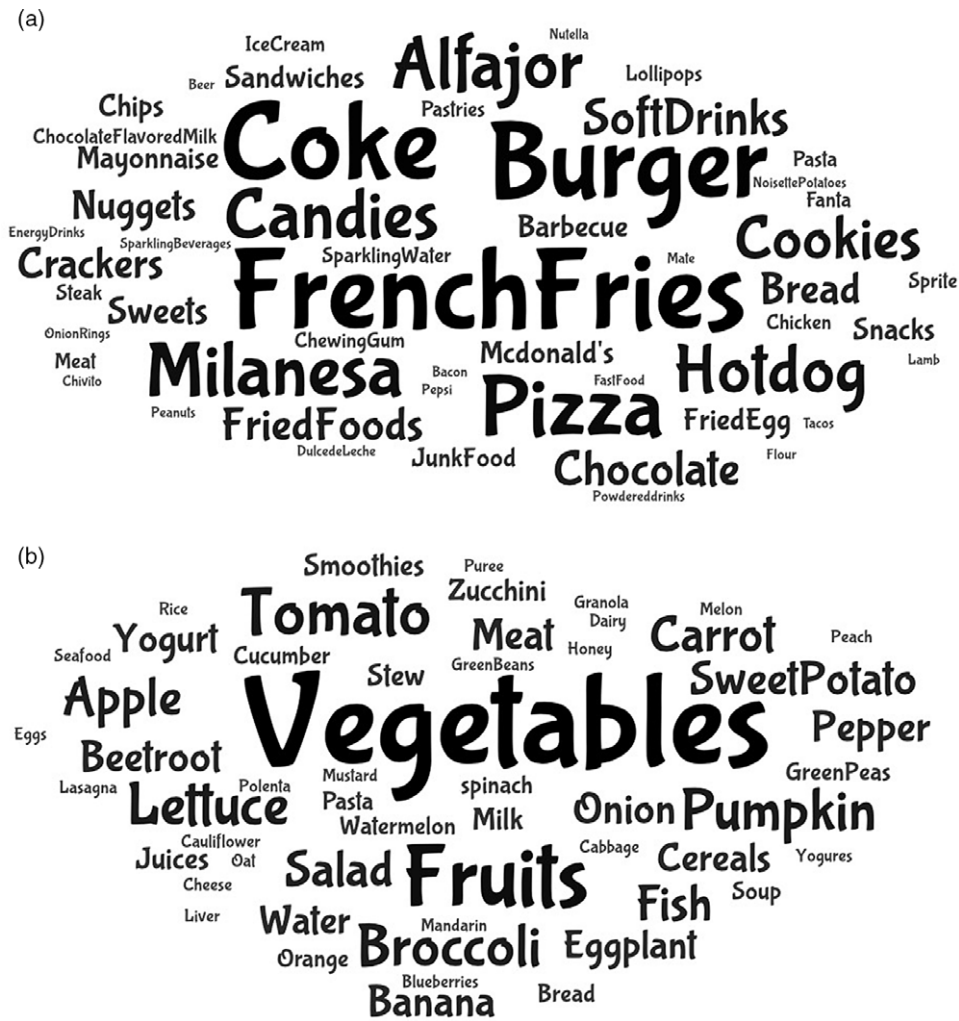 (a)
Nutella
IceCream
Alfajor
Beer
Sandwiches
Lollipops
Chips
Pastries
SoftDrinks
ChocolateFlavoredMilk
Coke
Burger
Mayonnaise
Pasta
NoisettePotatoes
Nuggets
Candies
Fanta
EnergyDrinks
SparklingBeverages
Barbecue
Cookies
Crackers
SparklingWater
Mate
Steak
FrenchFries
Bread
Sprite
Sweets
OnionRings
ChewingGum
Chicken
Snacks
Meat
Milanesa
Mcdonald's
Hotdog
Lamb
Chivito
Bacon
FastFood
Pepsi
Pizza
Peanuts
FriedFoods
FriedEgg
Tacos
DulcedeLeche
JunkFood
Chocolate
Flour
Powdereddrinks
(b)
Smoothies
Puree
Zucchini
Rice
Tomato
Granola
Melon
Yogurt
Meat
Dairy
Carrot
Peach
Seafood
Cucumber
GreenBeans
Honey
Stew
SweetPotato
Apple
Vegetables
Pepper
Eggs
Beetroot
Mustard
GreenPeas
Lasagna
Polenta
spinach
Lettuce
Pasta
Onion
Pumpkin
Watermelon
Milk
Cauliflower
Cabbage
Juices
Oat
Salad
Fruits
Cereals
Yogures
Cheese
Fish
Soup
Liver
Water
Mandarin
Broccoli
Eggplant
Orange
Blueberries
Banana
Bread